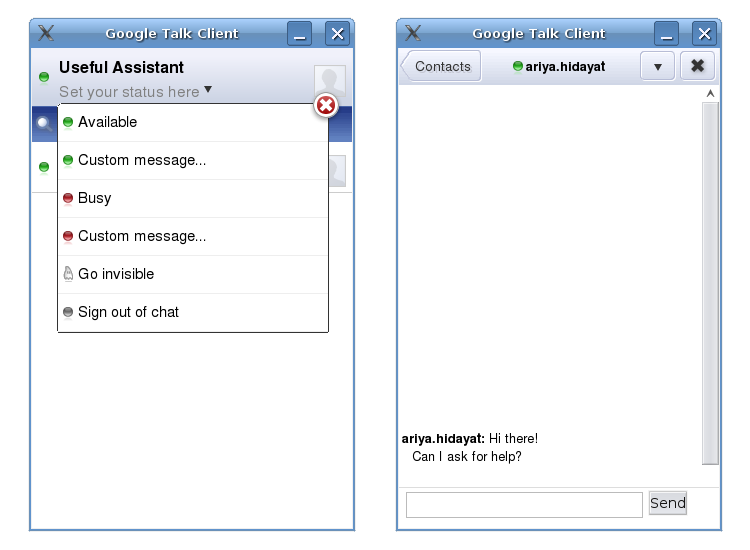 Google Talk Client
Useful Assistant
Set your status here
Available
Custom message...
Busy
Custom message...
Go invisible
Sign out of chat
Google Talk Client
Contacts
ariya.hidayat
ariya.hidayat: Hi there!
Can I ask for help?
Send